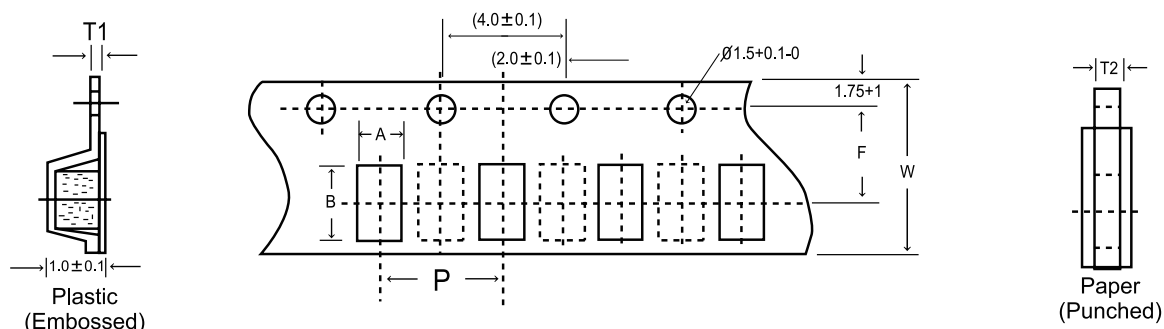 T1
(4.0±0.1)
(2.0±0.1)
Ø1.5+0.1-0
1.75+1
T2
A
F
W
B
1.0±0.1
P
Plastic
(Embossed)
Paper
(Punched)